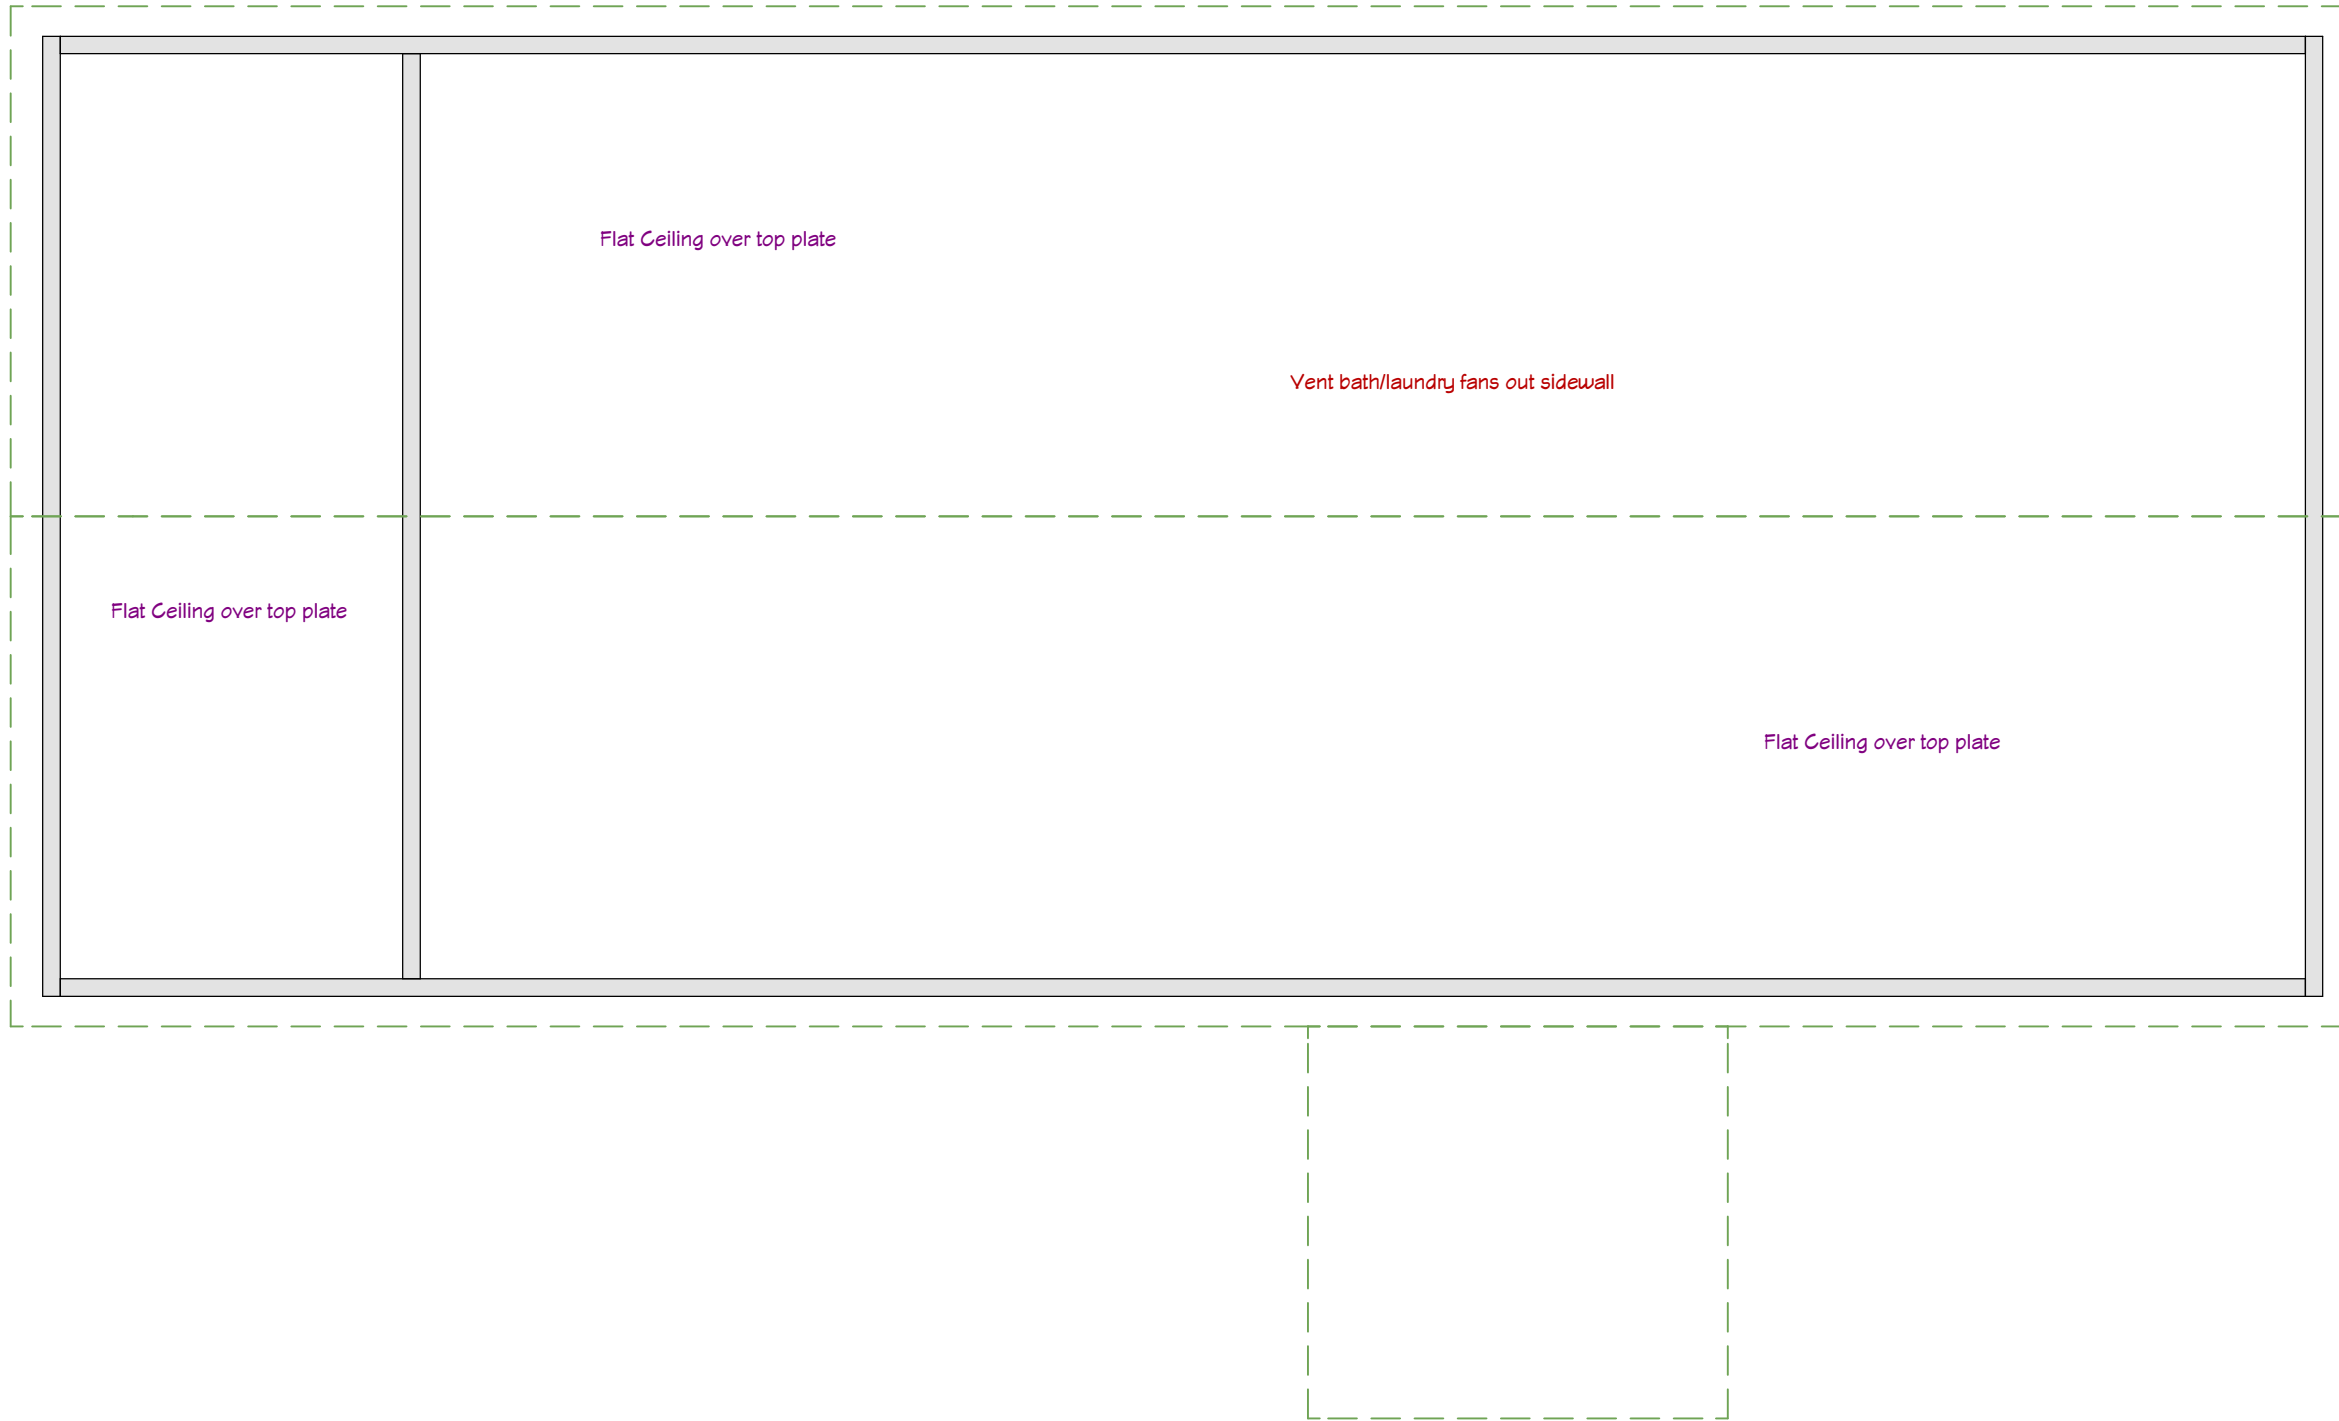 Flat Ceiling over top plate
Vent bath/laundry fans out sidewall
Flat Ceiling over top plate
Flat Ceiling over top plate